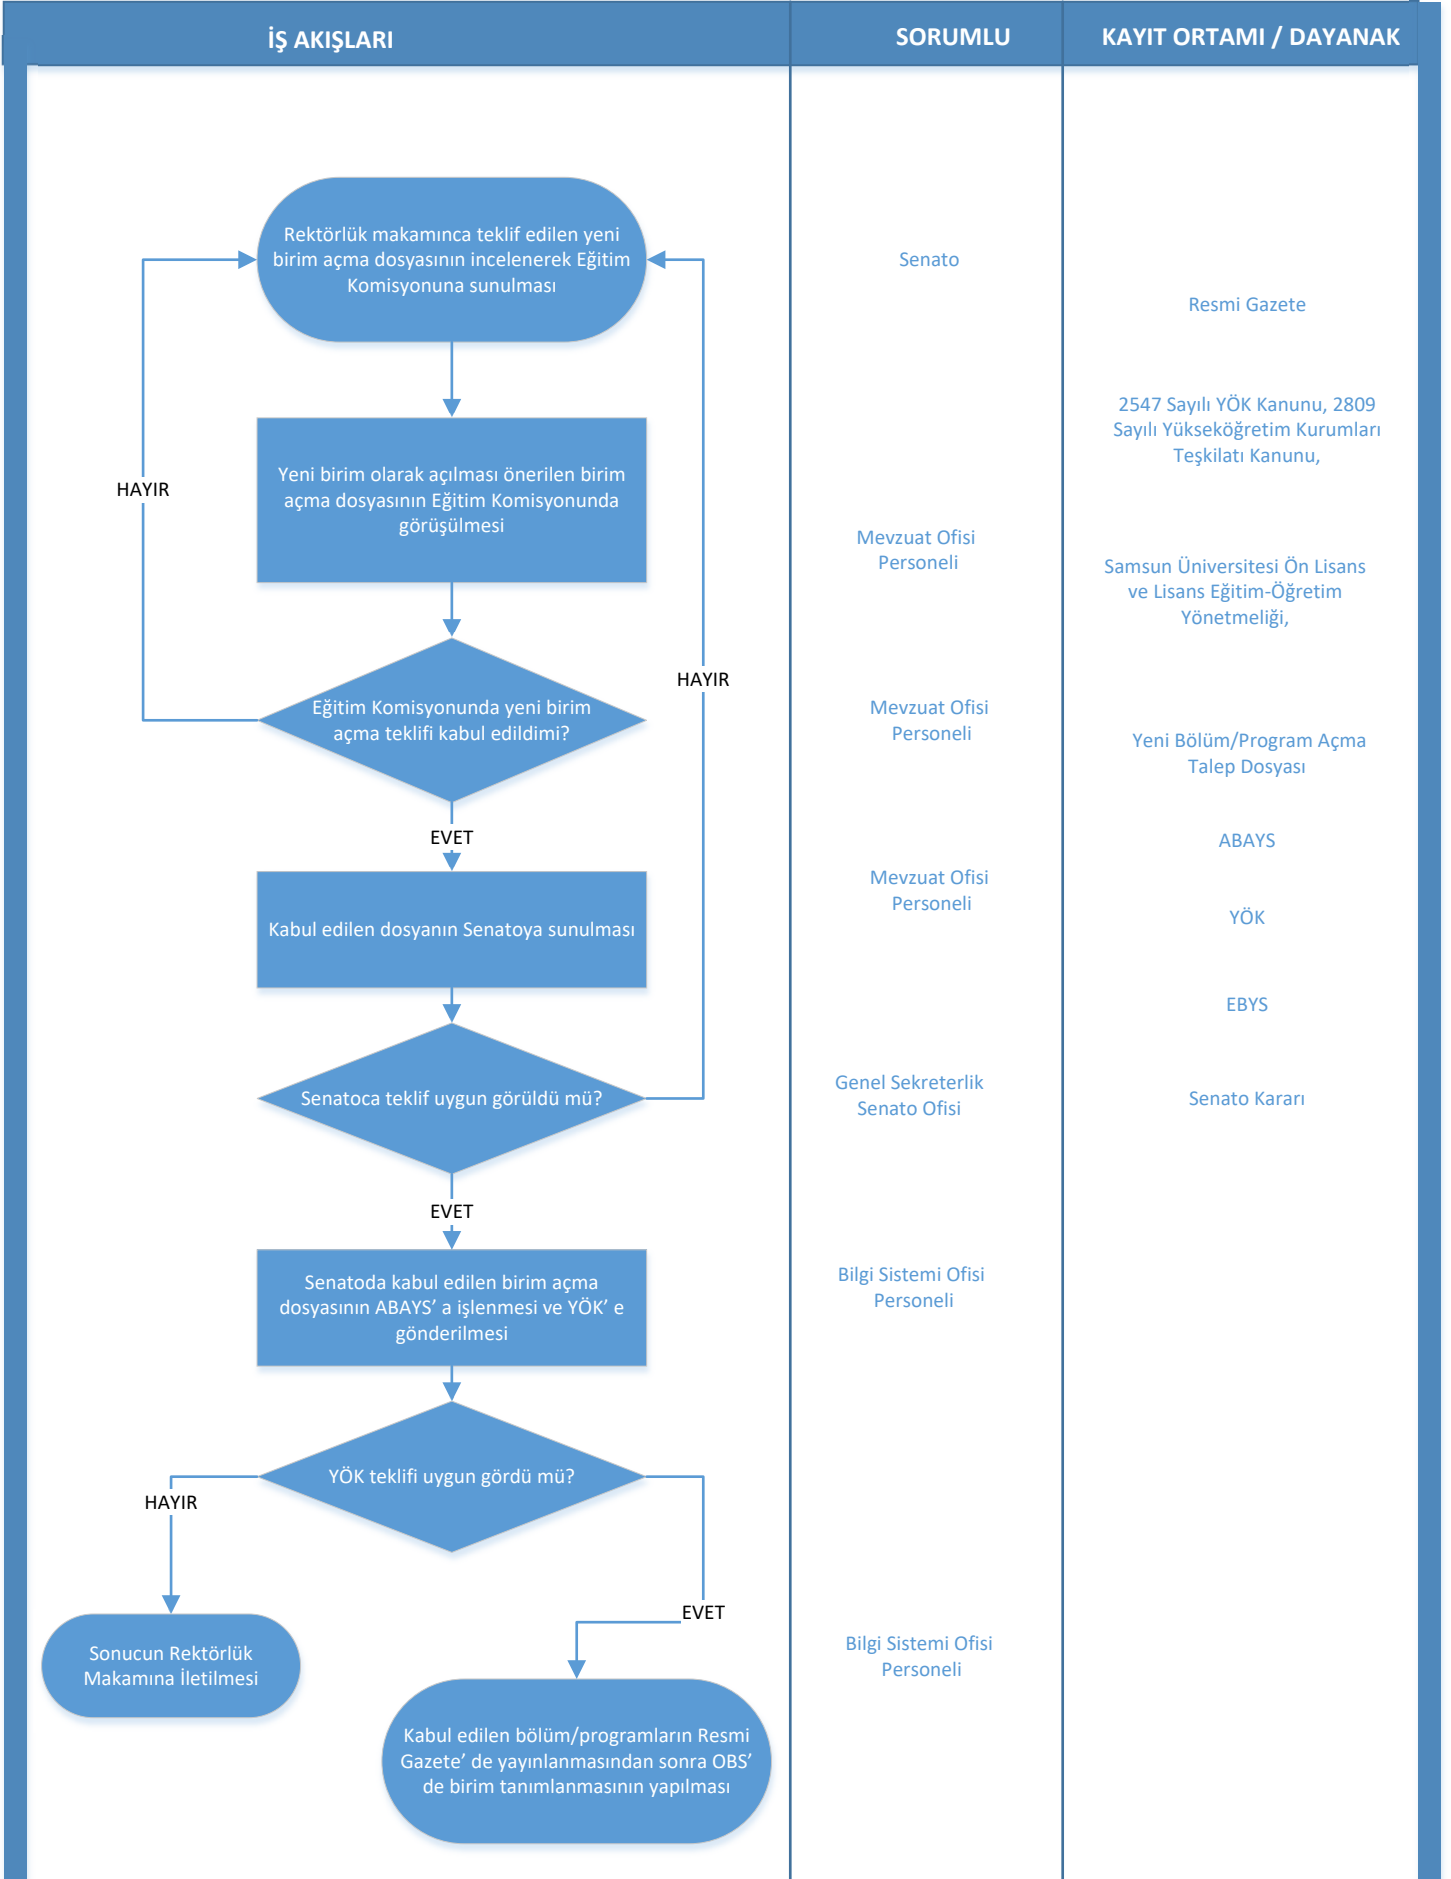 İŞ AKIŞLARI
SORUMLU
KAYIT ORTAMI / DAYANAK
Rektörlük makamınca teklif edilen yeni
birim açma dosyasının incelenerek Eğitim
Komisyonuna sunulması
Senato
Resmi Gazete
2547 Sayılı YÖK Kanunu, 2809
Sayılı Yükseköğretim Kurumları
Teşkilatı Kanunu,
HAYIR
Yeni birim olarak açılması önerilen birim
açma dosyasının Eğitim Komisyonunda
görüşülmesi
Mevzuat Ofisi
Personeli
Samsun Üniversitesi Ön Lisans
ve Lisans Eğitim-Öğretim
Yönetmeliği,
HAYIR
Eğitim Komisyonunda yeni birim
açma teklifi kabul edildimi?
Mevzuat Ofisi
Personeli
Yeni Bölüm/Program Açma
Talep Dosyası
EVET
ABAYS
Kabul edilen dosyanın Senatoya sunulması
Mevzuat Ofisi
Personeli
YÖK
EBYS
Senatoca teklif uygun görüldü mü?
Genel Sekreterlik
Senato Ofisi
Senato Kararı
EVET
Senatoda kabul edilen birim açma
dosyasının ABAYS’ a işlenmesi ve YÖK’ e
gönderilmesi
Bilgi Sistemi Ofisi
Personeli
YÖK teklifi uygun gördü mü?
HAYIR
EVET
Sonucun Rektörlük
Makamına İletilmesi
Bilgi Sistemi Ofisi
Personeli
Kabul edilen bölüm/programların Resmi
Gazete’ de yayınlanmasından sonra OBS’
de birim tanımlanmasının yapılması